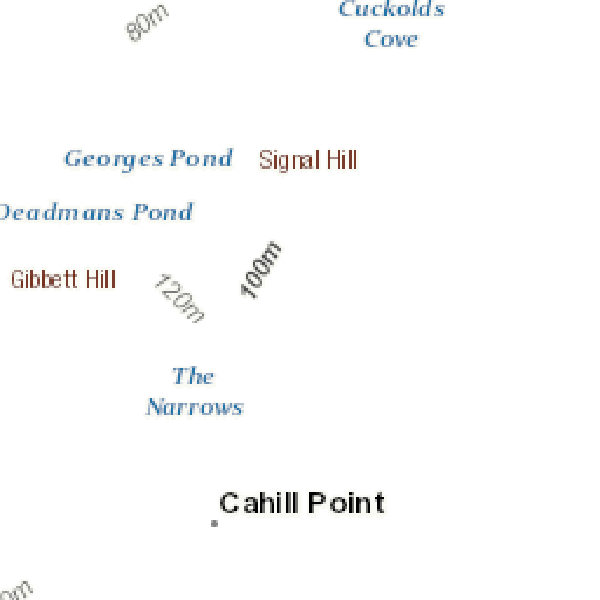 80m
Cuckolds
Cove
Georges Pond
Signal Hill
Deadmans Pond
Gibbett Hill
120m
100m
The
Narrows
Cahill Point